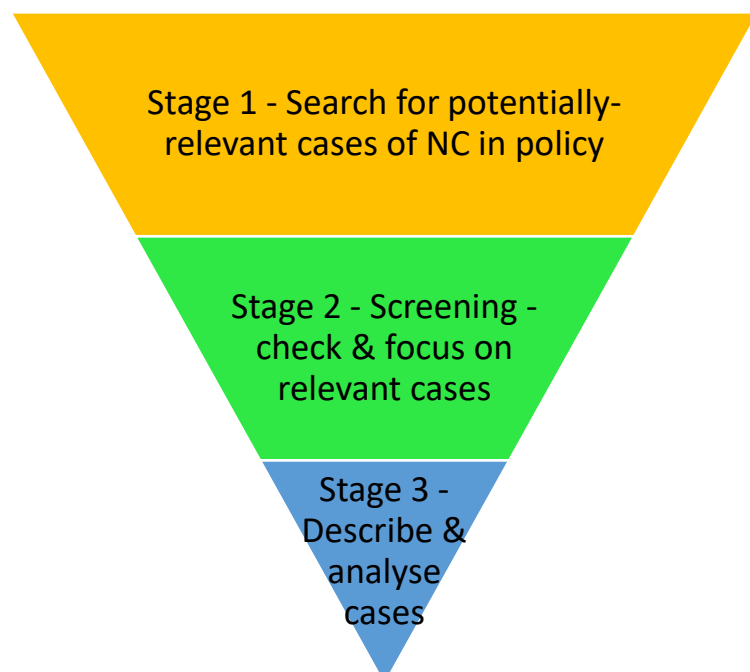 Stage 1 - Search for potentially-
relevant cases of NC in policy
Stage 2 - Screening -
check & focus on
relevant cases
Stage 3 -
Describe &
analyse
cases